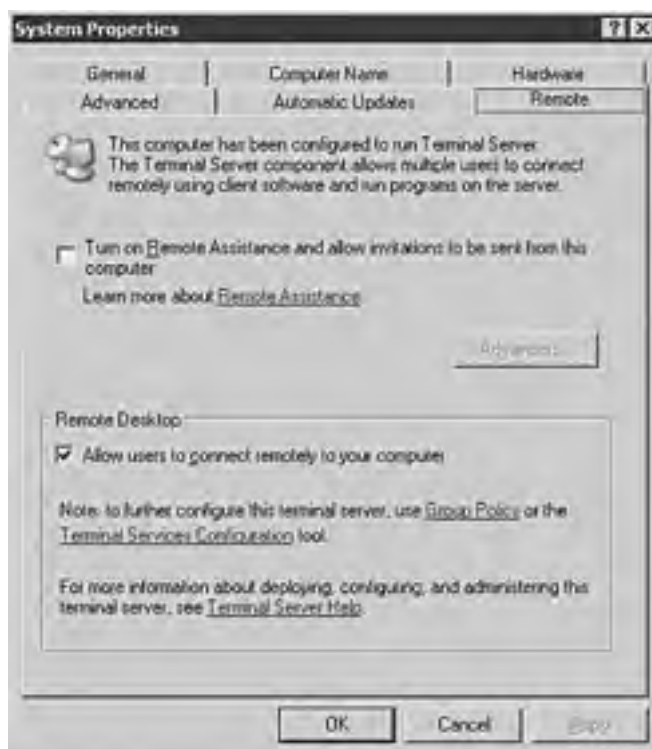 System Properties
General
Computer Name
Hardware
Advanced
Automatic Updates
Remote
This computer has been configured to run Terminal Server.
The Terminal Server component allows multiple users to connect
remotely using client software and run programs on the server.
Turn on Remote Assistance and allow invitations to be sent from this
computer
Learn more about Remote Assistance.
Advanced...
Remote Desktop
Allow users to connect remotely to your computer
Note: to further configure this terminal server, use Group Policy or the
Terminal Services Configuration tool.
For more information about deploying, configuring, and administering this
terminal server, see Terminal Server Help.
OK
Cancel
Apply